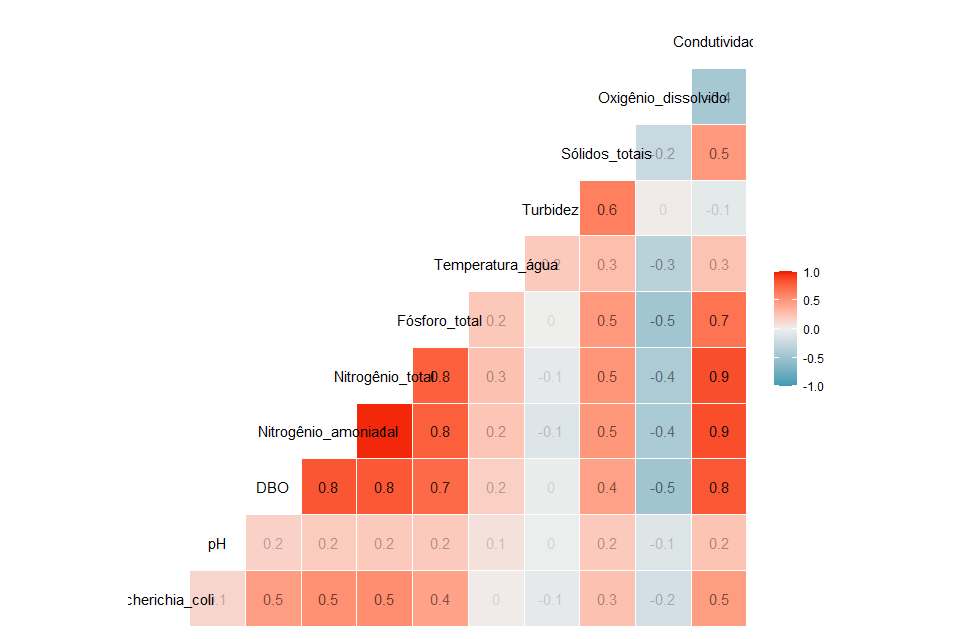 Condutividad
Oxigênio_dissolvido -0.4
Sólidos_totais -0.2 0.5
Turbidez 0.6 0 -0.1
Temperatura_água 0.2 0.3 -0.3 0.3
1.0
Fósforo_total 0.2 0 0.5 -0.5 0.7
0.5
0.0
-0.5
-1.0
Nitrogênio_total 0.8 0.3 -0.1 0.5 -0.4 0.9
Nitrogênio_amoniacal 1 0.8 0.2 -0.1 0.5 -0.4 0.9
DBO 0.8 0.8 0.7 0.2 0 0.4 -0.5 0.8
pH 0.2 0.2 0.2 0.2 0.1 0 0.2 -0.1 0.2
cherichia_coli 0.1 0.5 0.5 0.5 0.4 0 -0.1 0.3 -0.2 0.5